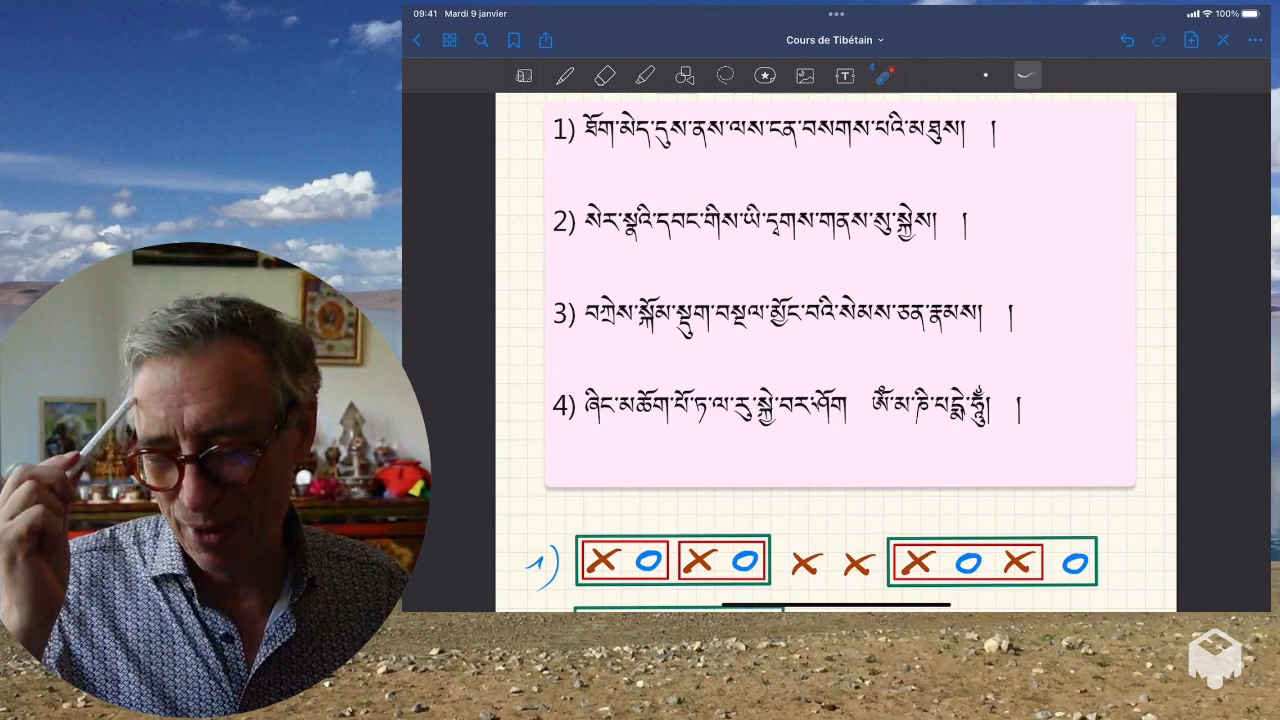 09:41 Mardi 9 janvier
100%
Cours de Tibétain
1) ཐོག་མེད་དུས་ནས་ལས་ངན་བསགས་པའི་མཐུས། །
2) སེར་སྣའི་དབང་གིས་ཡི་དྭགས་གནས་སུ་སྐྱེས། །
3) བཀྲེས་སྐོམ་སྡུག་བསྔལ་མྱོང་བའི་སེམས་ཅན་རྣམས། །
4) ཞིང་མཆོག་པོ་ཏ་ལ་རུ་སྐྱེ་བར་ཤོག ཨོཾ་མ་ཎི་པདྨེ་ཧཱུྃ། །
1) X O X O X X X O X O